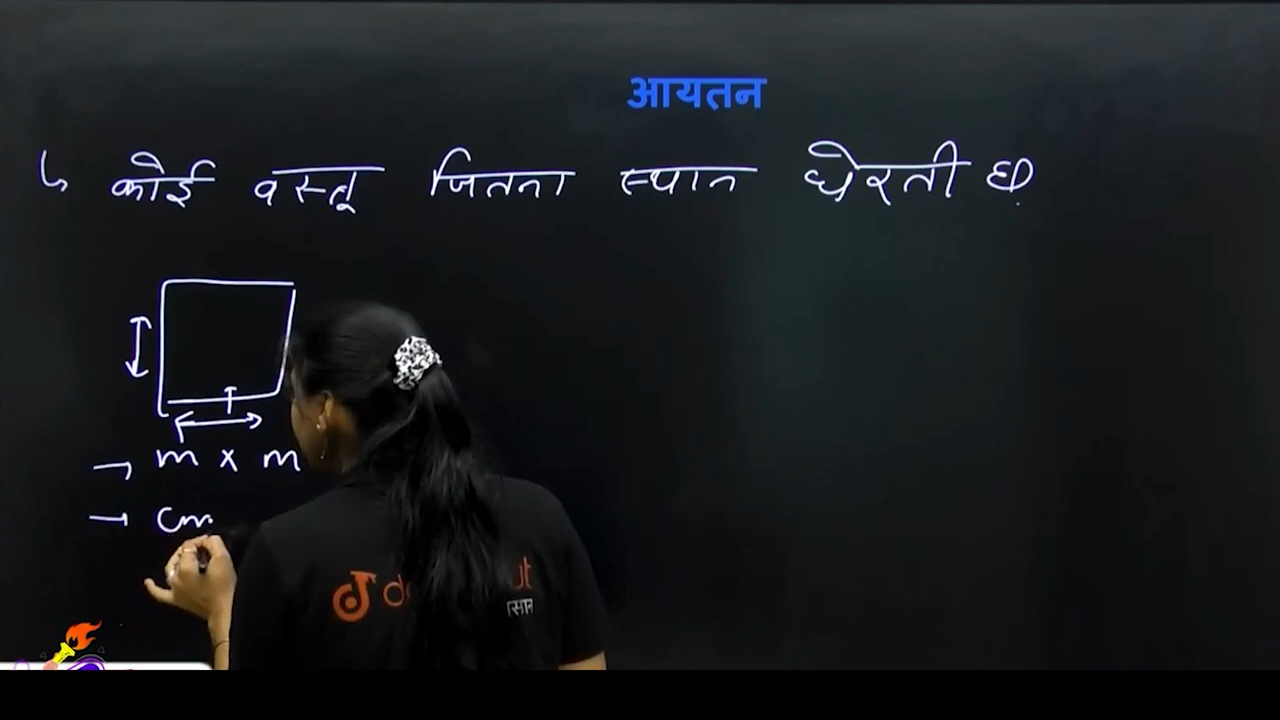 आयतन
↳ कोई वस्तू जितना स्थान घेरती
→ m x m
→ cm